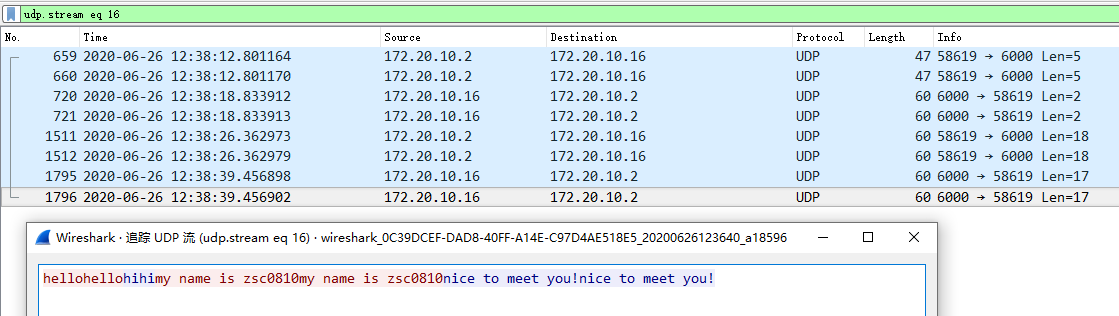 udp.stream eq 16
No. Time Source Destination Protocol Length Info
659 2020-06-26 12:38:12.801164 172.20.10.2 172.20.10.16 UDP 47 58619 → 6000 Len=5
660 2020-06-26 12:38:12.801170 172.20.10.2 172.20.10.16 UDP 47 58619 → 6000 Len=5
720 2020-06-26 12:38:18.833912 172.20.10.16 172.20.10.2 UDP 60 6000 → 58619 Len=2
721 2020-06-26 12:38:18.833913 172.20.10.16 172.20.10.2 UDP 60 6000 → 58619 Len=2
1511 2020-06-26 12:38:26.362973 172.20.10.2 172.20.10.16 UDP 60 58619 → 6000 Len=18
1512 2020-06-26 12:38:26.362979 172.20.10.2 172.20.10.16 UDP 60 58619 → 6000 Len=18
1795 2020-06-26 12:38:39.456898 172.20.10.16 172.20.10.2 UDP 60 6000 → 58619 Len=17
1796 2020-06-26 12:38:39.456902 172.20.10.16 172.20.10.2 UDP 60 6000 → 58619 Len=17
Wireshark · 追踪 UDP 流 (udp.stream eq 16) · wireshark_0C39DCEF-DAD8-40FF-A14E-C97D4AE518E5_20200626123640_a18596
hellohellohihimy name is zsc0810my name is zsc0810nice to meet you!nice to meet you!